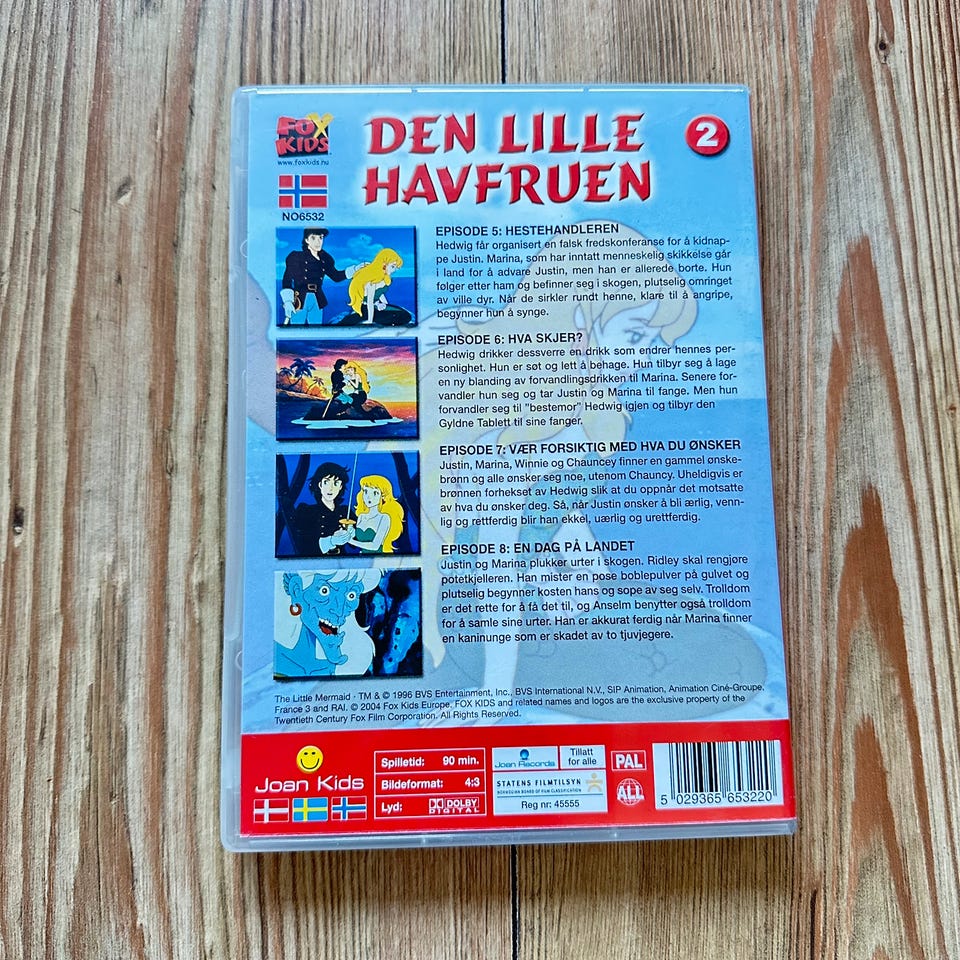 FOX KIDS
www.foxkids.hu
NO6532
DEN LILLE
HAVFRUEN
2
EPISODE 5: HESTEHANDLEREN
Hedwig får organisert en falsk fredskonferanse for å kidnap-
pe Justin. Marina, som har inntatt menneskelig skikkelse går
i land for å advare Justin, men han er allerede borte. Hun
følger etter ham og befinner seg i skogen, plutselig omringet
av ville dyr. Når de sirkler rundt henne, klare til å angripe,
begynner hun å synge.
EPISODE 6: HVA SKJER?
Hedwig drikker dessverre en drikk som endrer hennes per-
sonlighet. Hun er søt og lett å behage. Hun tilbyr seg å lage
en ny blanding av forvandlingsdrikken til Marina. Senere for-
vandler hun seg og tar Justin og Marina til fange. Men hun
forvandler seg til "bestemor" Hedwig igjen og tilbyr den
Gyldne Tablett til sine fanger.
EPISODE 7: VÆR FORSIKTIG MED HVA DU ØNSKER
Justin, Marina, Winnie og Chauncey finner en gammel ønske-
brønn og alle ønsker seg noe, utenom Chauncy. Uheldigvis er
brønnen forhekset av Hedwig slik at du oppnår det motsatte
av hva du ønsker deg. Så, når Justin ønsker å bli ærlig, venn-
lig og rettferdig blir han ekkel, uærlig og urettferdig.
EPISODE 8: EN DAG PÅ LANDET
Justin og Marina plukker urter i skogen. Ridley skal rengjøre
potetkjelleren. Han mister en pose boblepulver på gulvet og
plutselig begynner kosten hans og sope av seg selv. Trolldom
er det rette for å få det til, og Anselm benytter også trolldom
for å samle sine urter. Han er akkurat ferdig når Marina finner
en kaninunge som er skadet av to tjuvjegere.
The Little Mermaid - TM & © 1996 BVS Entertainment, Inc., BVS International N.V., SIP Animation, Animation Ciné-Groupe,
France 3 and RAI. © 2004 Fox Kids Europe. FOX KIDS and related names and logos are the exclusive property of the
Twentieth Century Fox Film Corporation. All Rights Reserved.
Joan Kids
Spilletid: 90 min.
Bildeformat: 4:3
Lyd: DOLBY DIGITAL
Joan Records
Tillatt
for alle
STATENS FILMTILSYN
NORWEGIAN BOARD OF FILM CLASSIFICATION
Reg nr: 45555
PAL
ALL
5 029365 653220